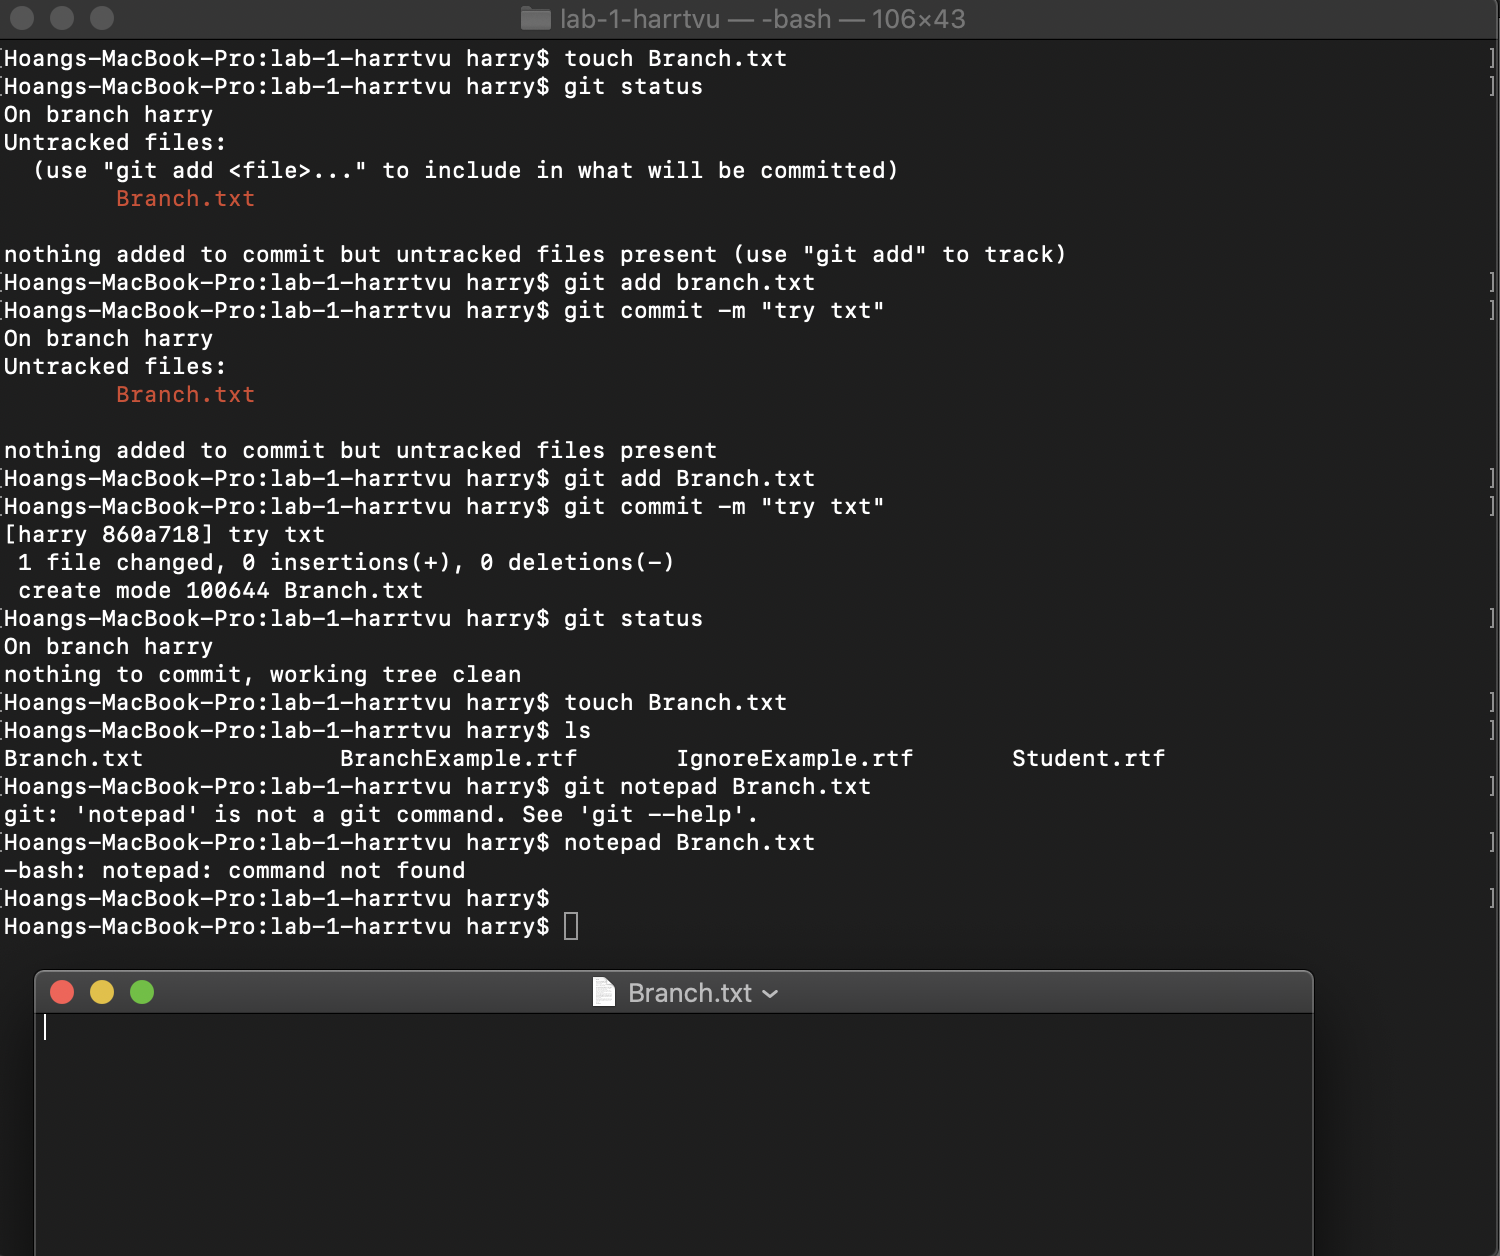 lab-1-harrtvu — -bash — 106×43
Hoangs-MacBook-Pro:lab-1-harrtvu harry$ touch Branch.txt
Hoangs-MacBook-Pro:lab-1-harrtvu harry$ git status
On branch harry
Untracked files:
  (use "git add <file>..." to include in what will be committed)
        Branch.txt

nothing added to commit but untracked files present (use "git add" to track)
Hoangs-MacBook-Pro:lab-1-harrtvu harry$ git add branch.txt
Hoangs-MacBook-Pro:lab-1-harrtvu harry$ git commit -m "try txt"
On branch harry
Untracked files:
        Branch.txt

nothing added to commit but untracked files present
Hoangs-MacBook-Pro:lab-1-harrtvu harry$ git add Branch.txt
Hoangs-MacBook-Pro:lab-1-harrtvu harry$ git commit -m "try txt"
[harry 860a718] try txt
 1 file changed, 0 insertions(+), 0 deletions(-)
 create mode 100644 Branch.txt
Hoangs-MacBook-Pro:lab-1-harrtvu harry$ git status
On branch harry
nothing to commit, working tree clean
Hoangs-MacBook-Pro:lab-1-harrtvu harry$ touch Branch.txt
Hoangs-MacBook-Pro:lab-1-harrtvu harry$ ls
Branch.txt              BranchExample.rtf       IgnoreExample.rtf       Student.rtf
Hoangs-MacBook-Pro:lab-1-harrtvu harry$ git notepad Branch.txt
git: 'notepad' is not a git command. See 'git --help'.
Hoangs-MacBook-Pro:lab-1-harrtvu harry$ notepad Branch.txt
-bash: notepad: command not found
Hoangs-MacBook-Pro:lab-1-harrtvu harry$
Hoangs-MacBook-Pro:lab-1-harrtvu harry$
Branch.txt